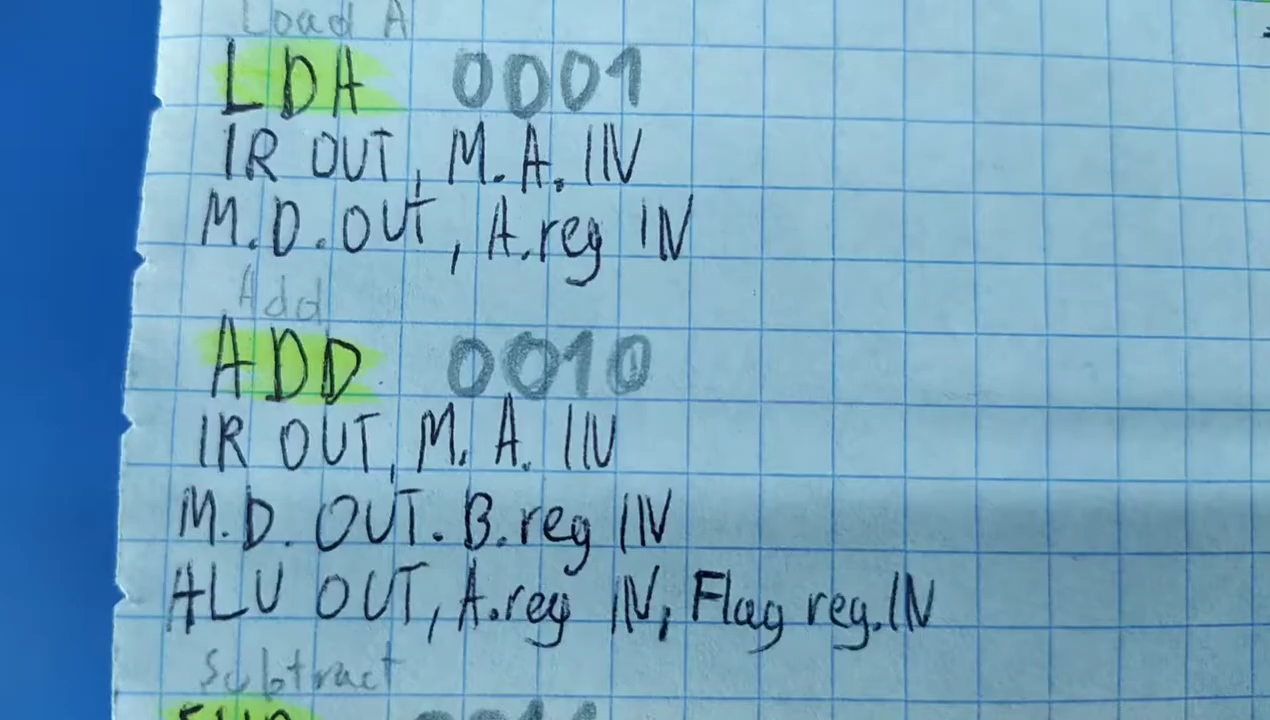 Load A
LDA 0001
IR OUT, M.A. IN
M.D. OUT, A.reg IN
Add
ADD 0010
IR OUT, M. A. IN
M.D. OUT. B.reg IN
ALU OUT, A.reg IN, Flag reg. IN
Subtract